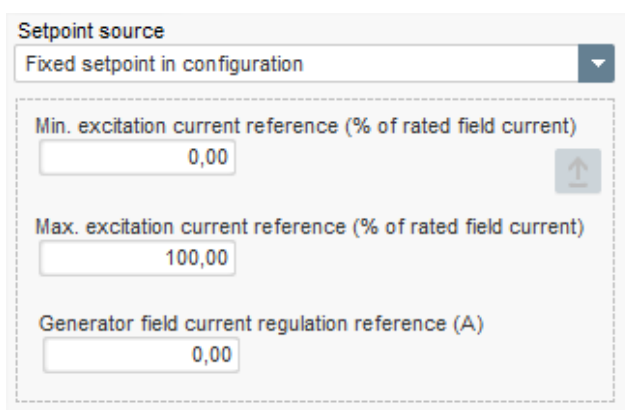 Setpoint source
Fixed setpoint in configuration
Min. excitation current reference (% of rated field current)
0,00
Max. excitation current reference (% of rated field current)
100,00
Generator field current regulation reference (A)
0,00